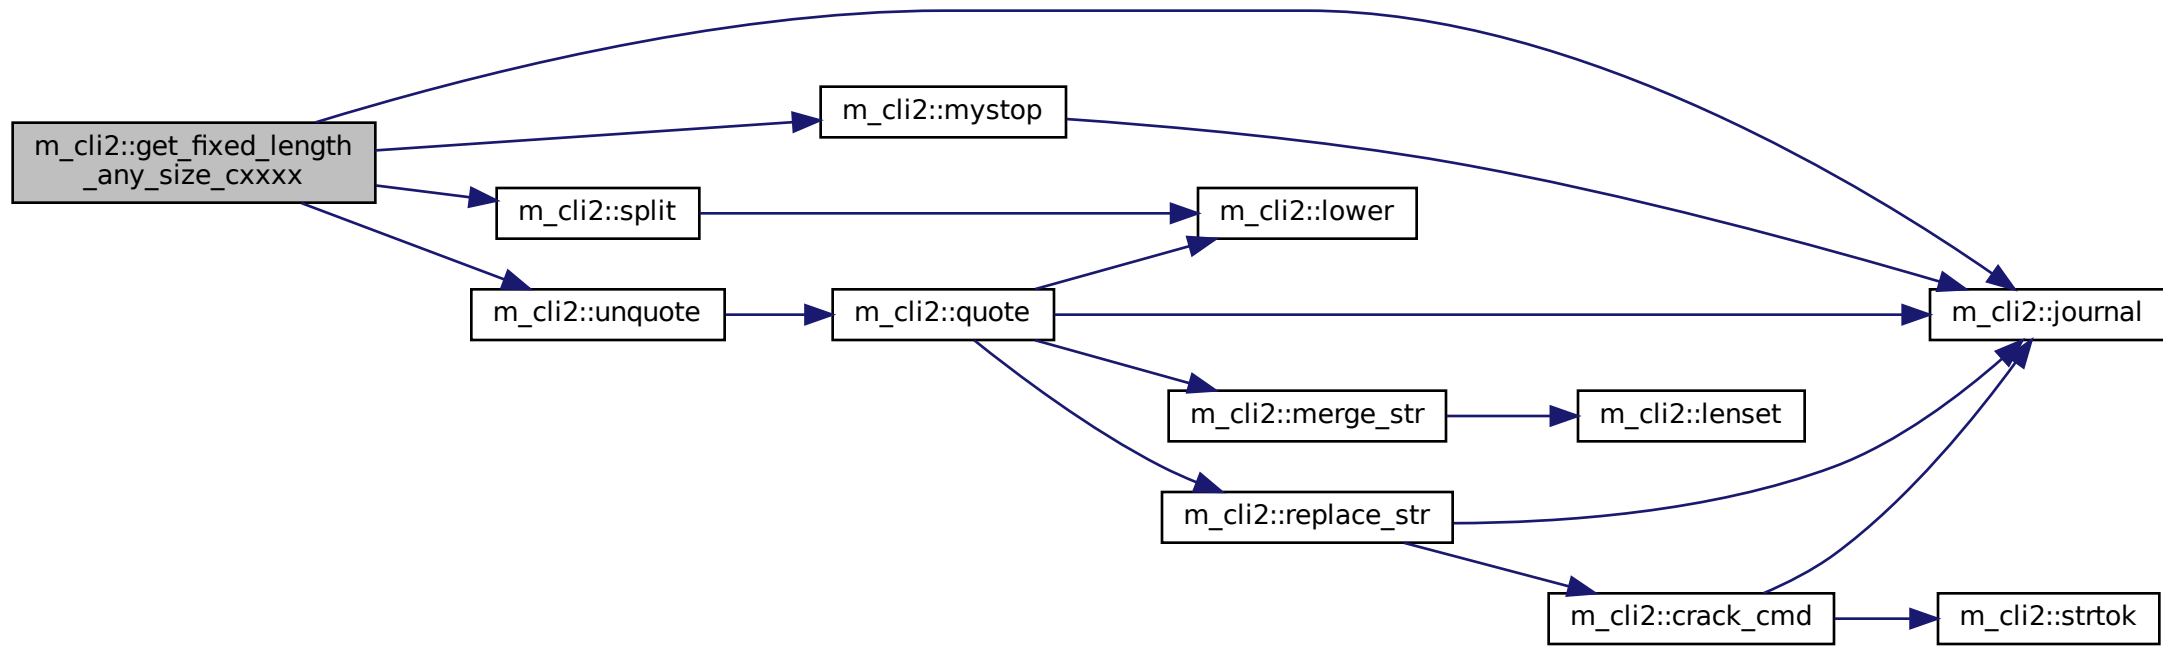 m_cli2::get_fixed_length
_any_size_cxxxx
m_cli2::mystop
m_cli2::split
m_cli2::lower
m_cli2::unquote
m_cli2::quote
m_cli2::journal
m_cli2::merge_str
m_cli2::lenset
m_cli2::replace_str
m_cli2::crack_cmd
m_cli2::strtok